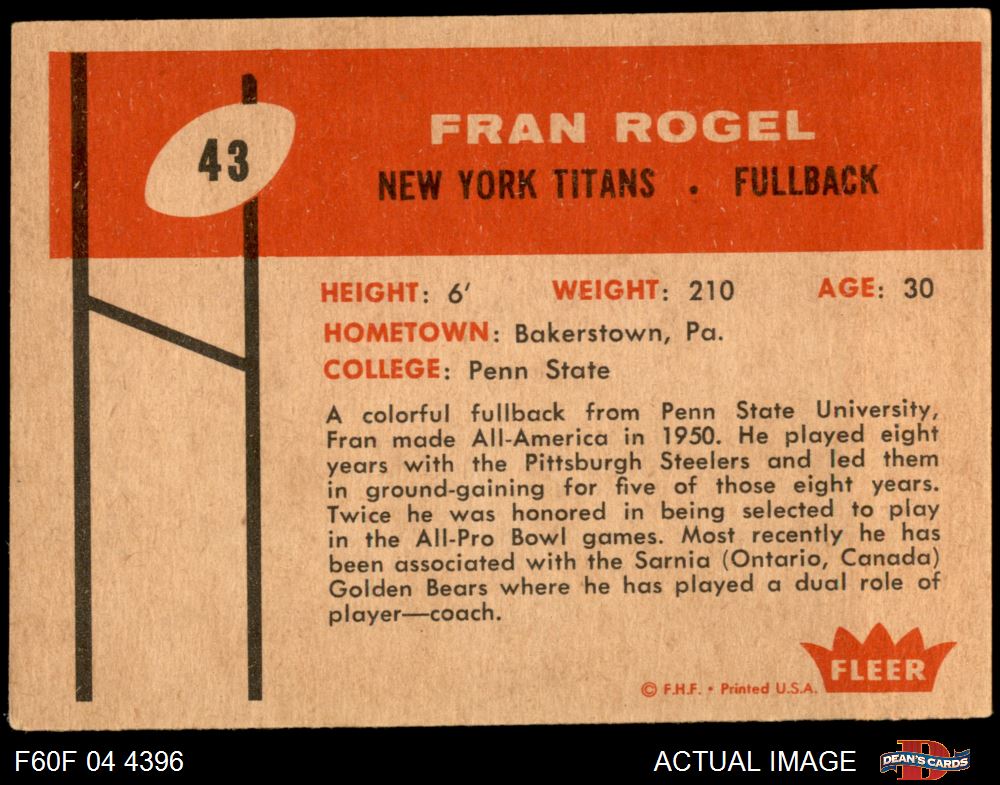 43
FRAN ROGEL
NEW YORK TITANS . FULLBACK
HEIGHT: 6' WEIGHT: 210 AGE: 30
HOMETOWN: Bakerstown, Pa.
COLLEGE: Penn State
A colorful fullback from Penn State University,
Fran made All-America in 1950. He played eight
years with the Pittsburgh Steelers and led them
in ground-gaining for five of those eight years.
Twice he was honored in being selected to play
in the All-Pro Bowl games. Most recently he has
been associated with the Sarnia (Ontario, Canada)
Golden Bears where he has played a dual role of
player—coach.
FLEER
© F.H.F. • Printed U.S.A.
F60F 04 4396 ACTUAL IMAGE D DEAN'S CARDS